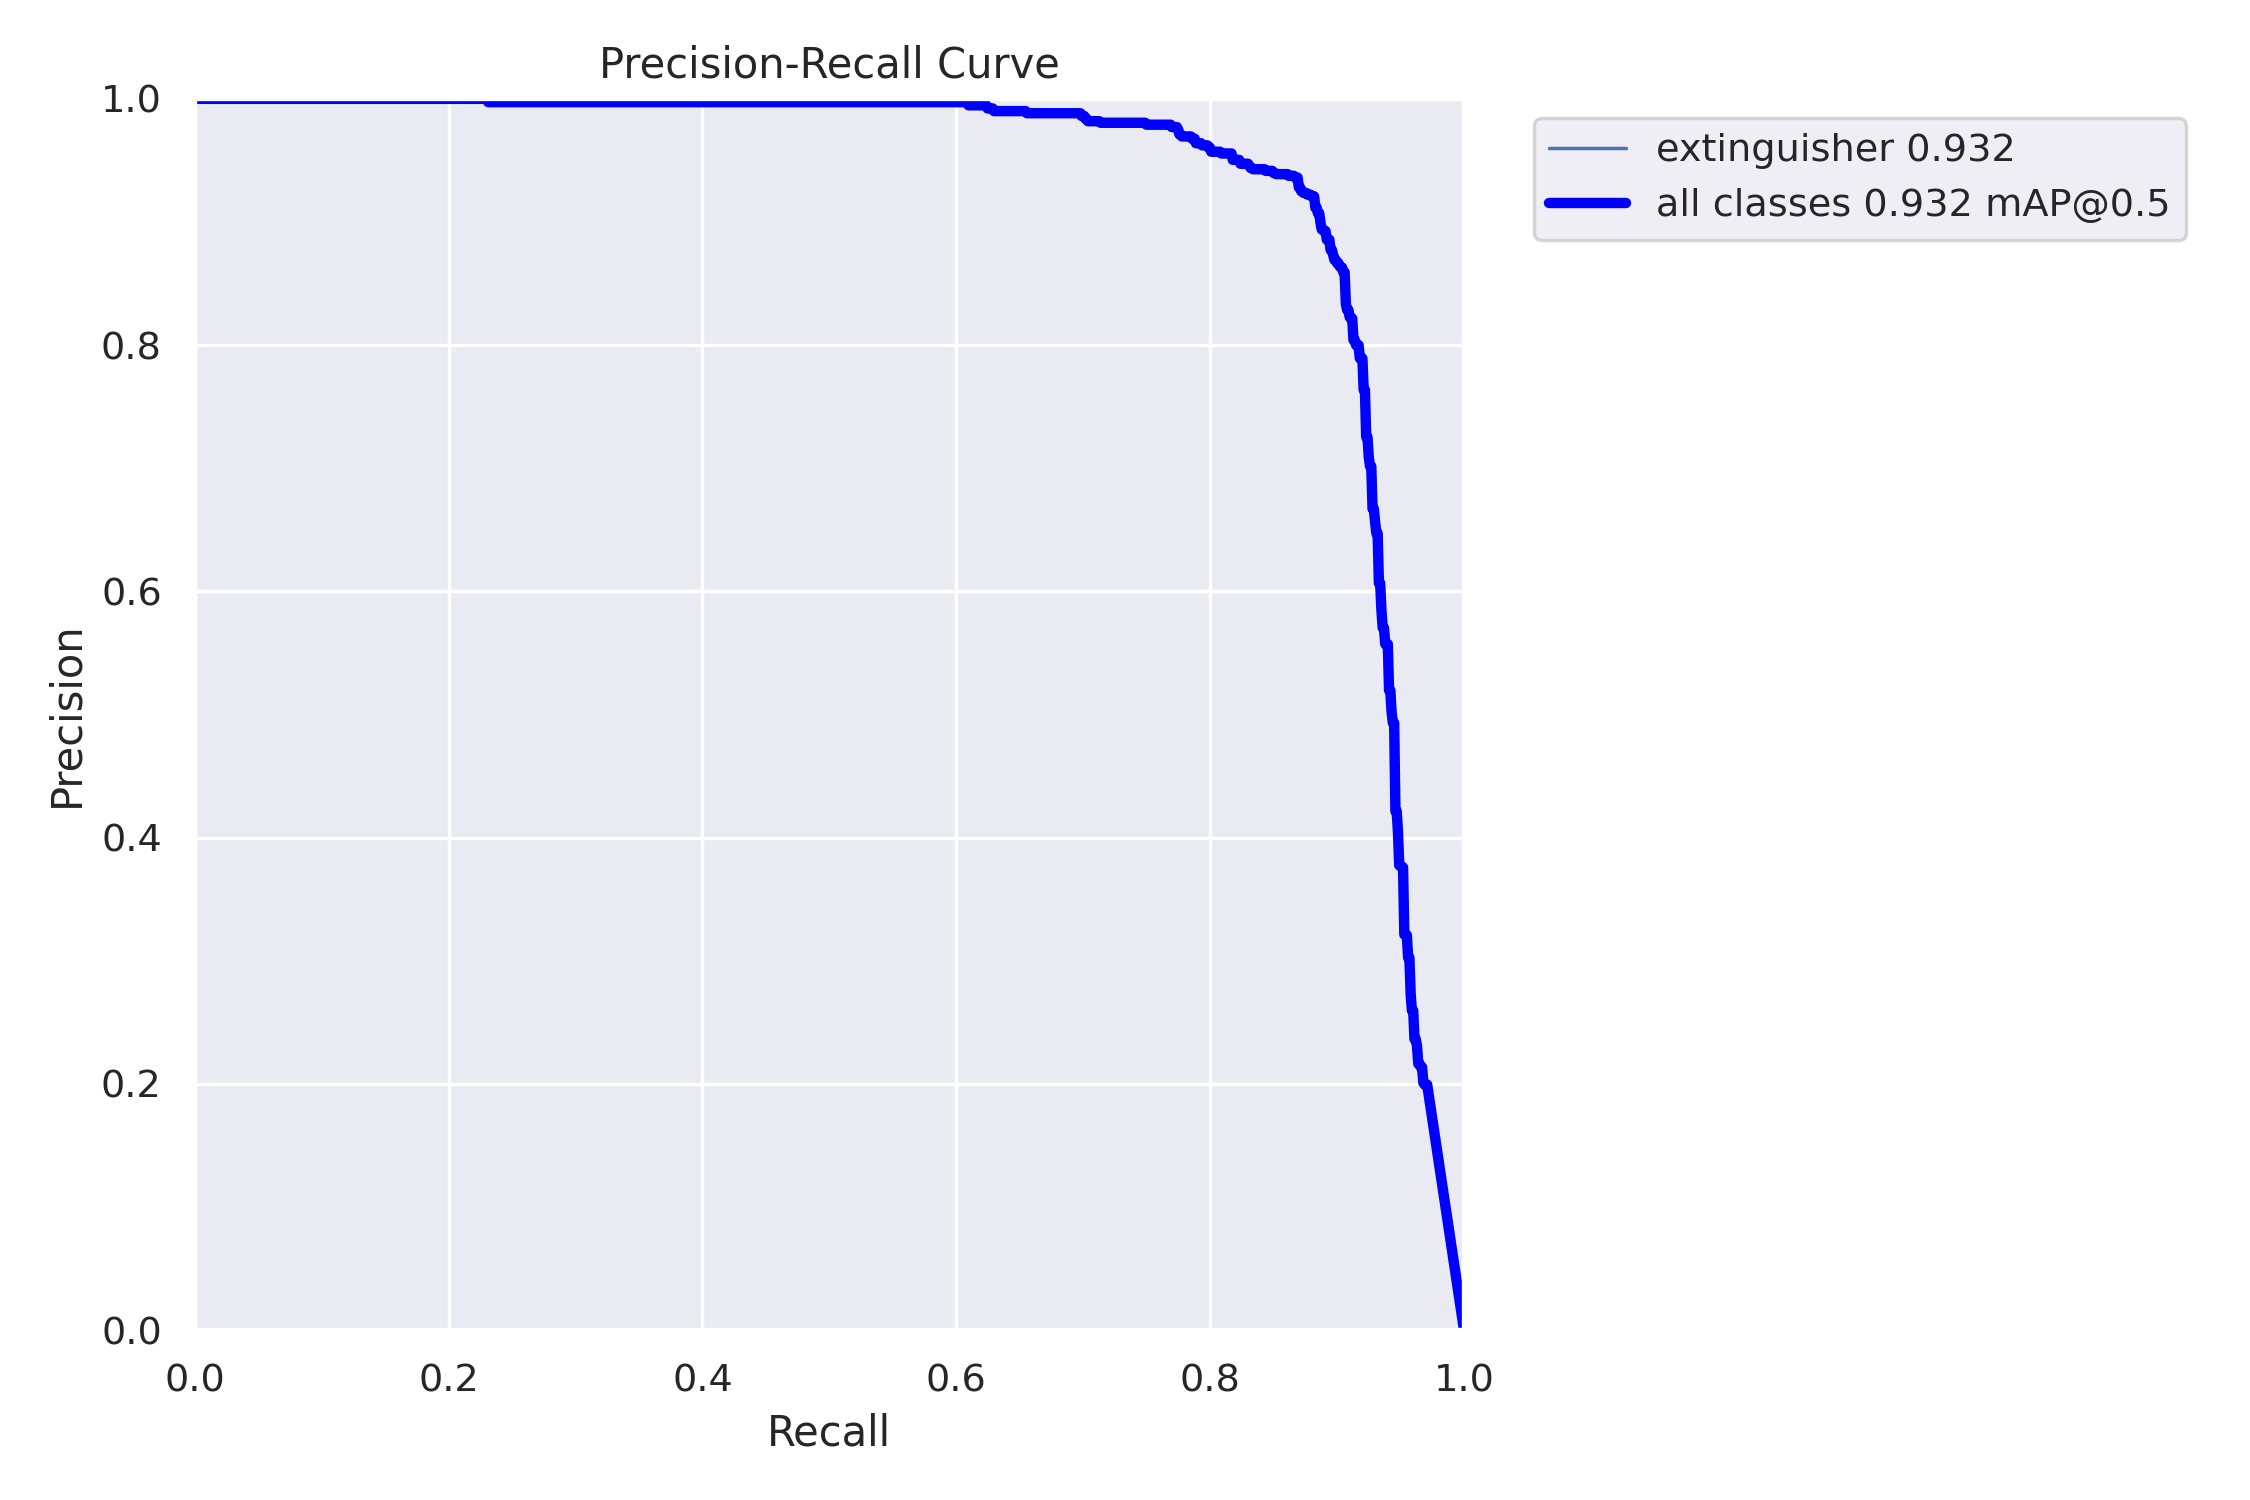 Precision-Recall Curve
1.0
0.8
0.6
0.4
0.2
0.0
Precision
0.0 0.2 0.4 0.6 0.8 1.0
Recall
extinguisher 0.932
all classes 0.932 mAP@0.5